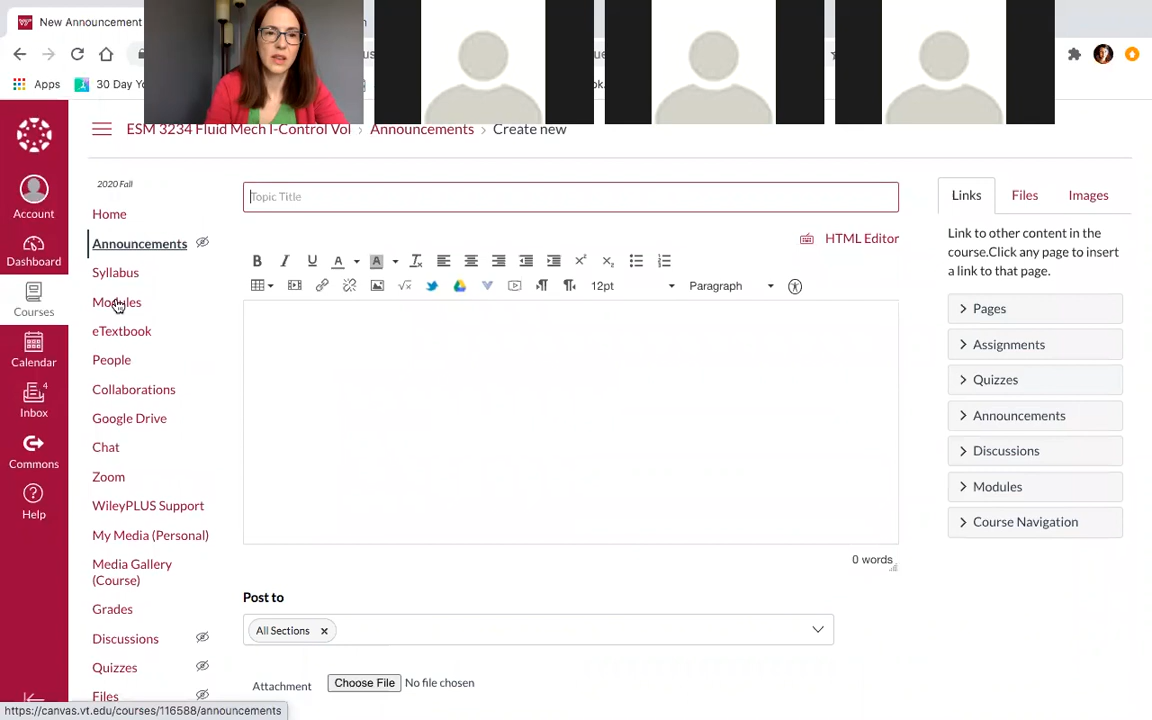 New Announcement
Apps
30 Day Yo
ESM 3234 Fluid Mech I-Control Vol
Announcements
Create new
Account
Dashboard
Courses
Calendar
4
Inbox
Commons
Help
2020 Fall
Home
Announcements
Syllabus
Modules
eTextbook
People
Collaborations
Google Drive
Chat
Zoom
WileyPLUS Support
My Media (Personal)
Media Gallery
(Course)
Grades
Discussions
Quizzes
Files
Topic Title
HTML Editor
12pt
Paragraph
0 words
Post to
All Sections
Attachment
Choose File
No file chosen
Links
Files
Images
Link to other content in the
course.Click any page to insert
a link to that page.
Pages
Assignments
Quizzes
Announcements
Discussions
Modules
Course Navigation
https://canvas.vt.edu/courses/116588/announcements